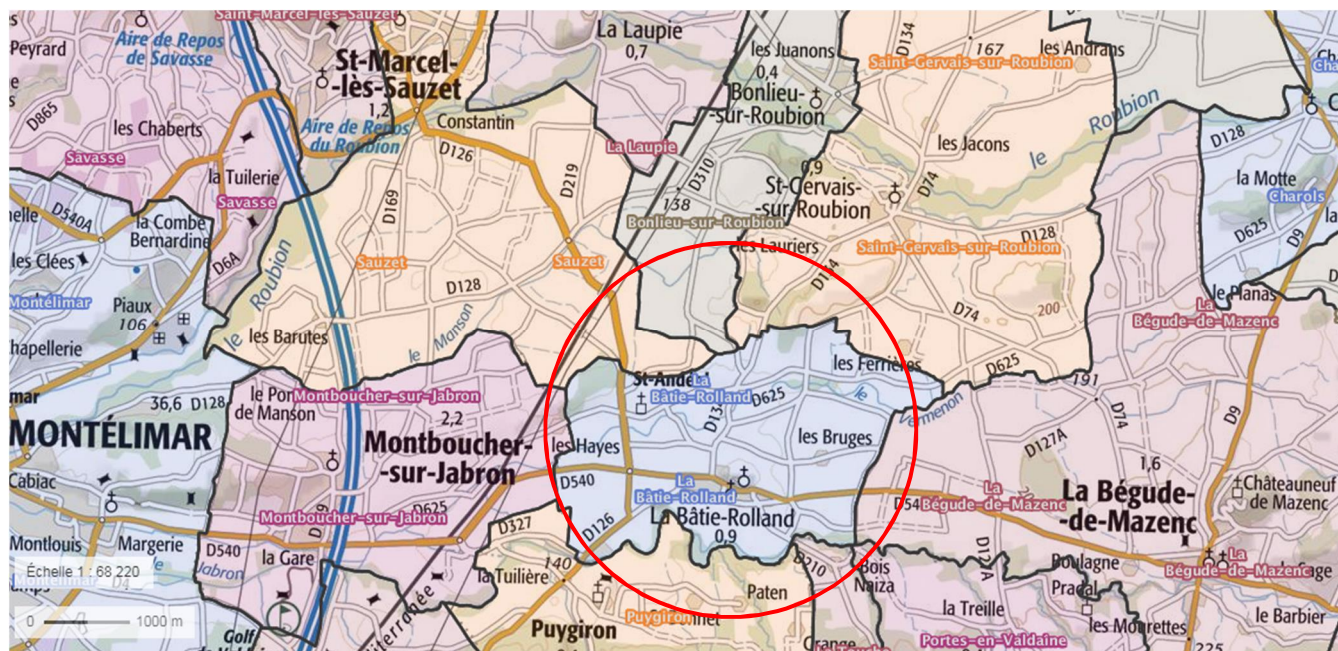 Saint-Marcel-lès-Sauzet
Peyrard
Aire de Repos
de Savasse
St-Marcel-
-lès-Sauzet
1,2
La Laupie
0,7
les Juanons
0,4
Bonlieu-
-sur-Roubion
D134
167
les Andrans
Saint-Gervais-sur-Roubion
D865
les Chaberts
Savasse
Aire de Repos
du Roubion
Constantin
D126
D219
La Laupie
D310
138
Bonlieu-sur-Roubion
0,9
St-Gervais-
-sur-Roubion
les Jacons
D74
le
Roubion
D128
la Motte
Charols
D625
D9
la Tuilerie
Savasse
D169
D540A
la Combe
Bernardine
les Clées
D6A
Montélimar
Piaux
106
le
Roubion
Sauzet
Sauzet
D128
les Barutes
le Manson
les Lauriers
D134
Saint-Gervais-sur-Roubion
D128
D74
200
le Planas
La
Bégude-de-Mazenc
D625
36,6
D128
MONTÉLIMAR
Cabiac
Montboucher-sur-Jabron
2,2
Montboucher-
-sur-Jabron
St-André
La
Bâtie-Rolland
D625
les Ferrières
le
Vermenon
les Hayes
les Bruges
D540
La
Bâtie-Rolland
La Bâtie-Rolland
0,9
D126
191
D74
D127A
D9
1,6
La Bégude-
-de-Mazenc
La
Bégude-de-Mazenc
Châteauneuf
de Mazenc
Montboucher-sur-Jabron
D625
D327
la Gare
Montlouis
Margerie
D540
Jabron
Échelle 1 : 68 220
0
1000 m
Golf
la Tuilière
140
Puygiron
Puygiron
Paten
D210
Bois
Naiza
la Treille
Boulagne
Pracal
les Mourettes
La
Bégude-de-Mazenc
le Barbier
Portes-en-Valdaine
225